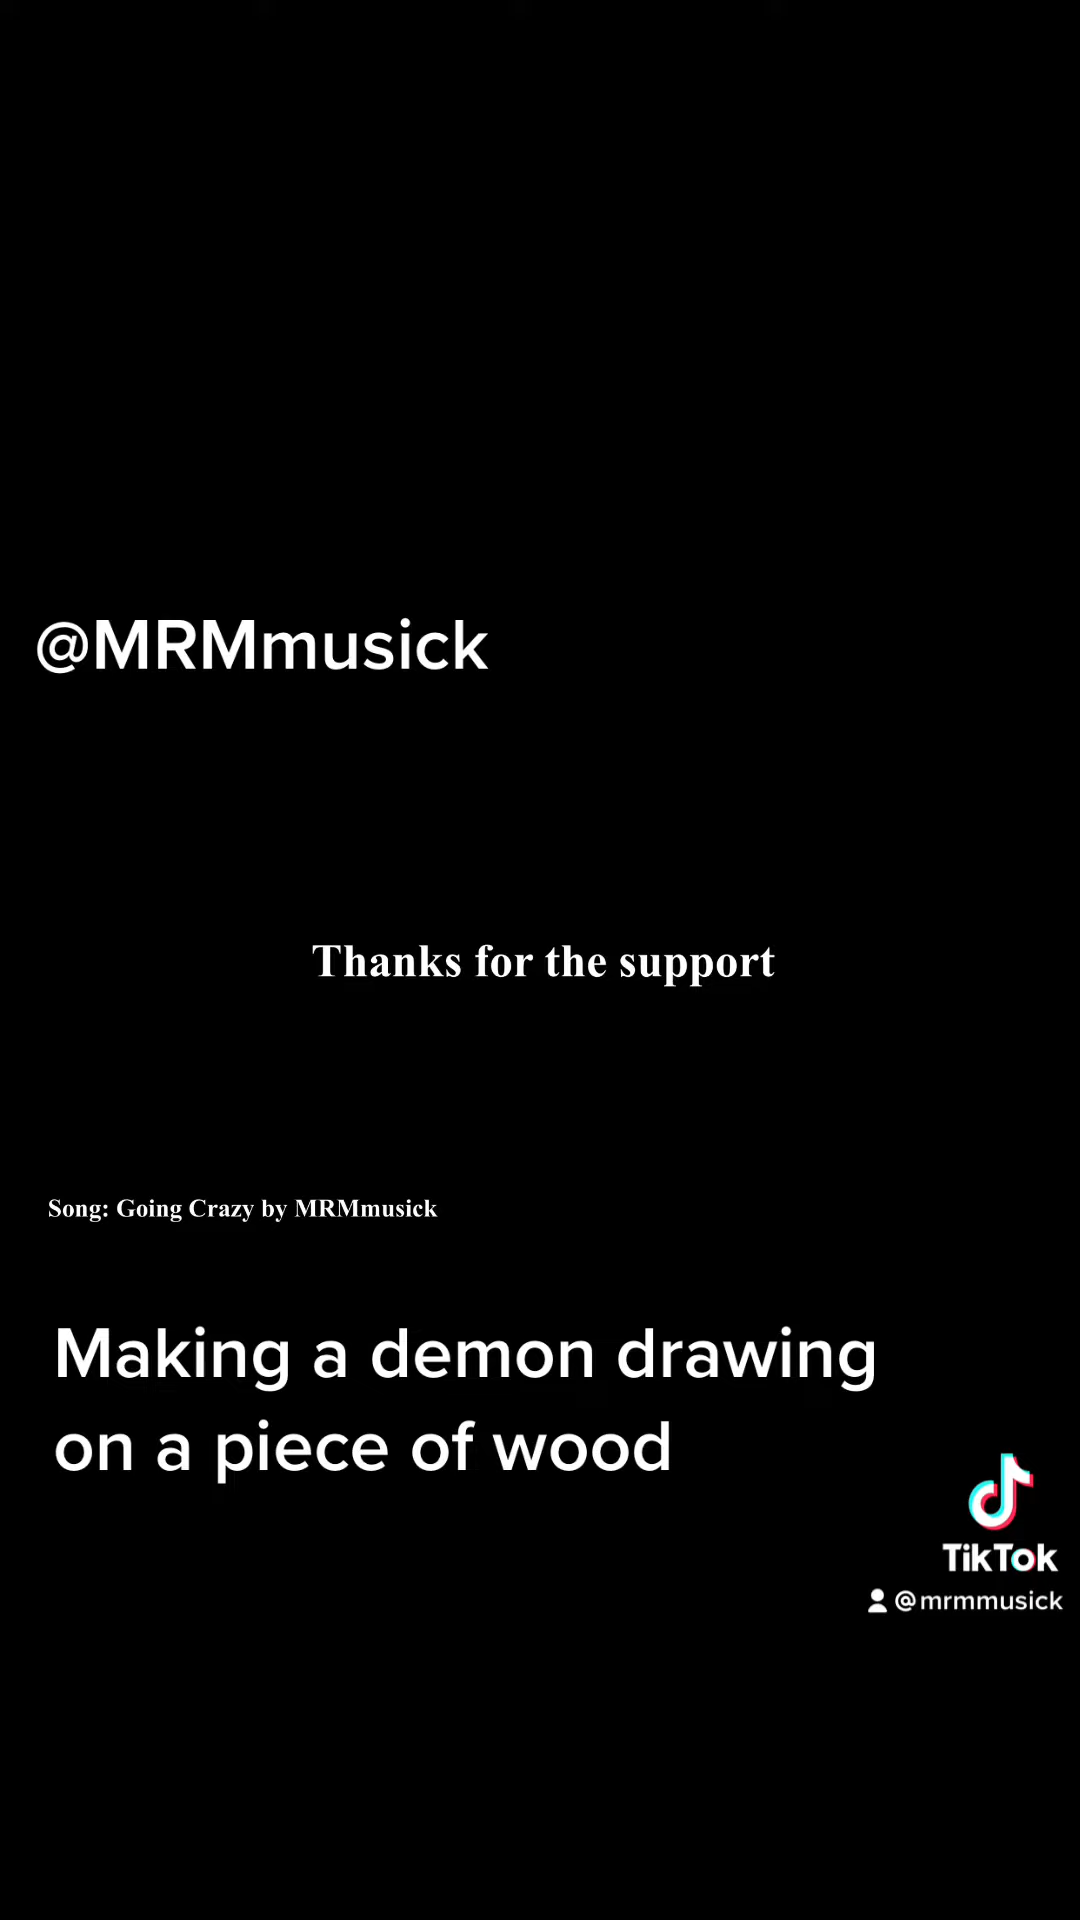 @MRMmusick
Thanks for the support
Song: Going Crazy by MRMmusick
Making a demon drawing
on a piece of wood
TikTok
@mrmmusick